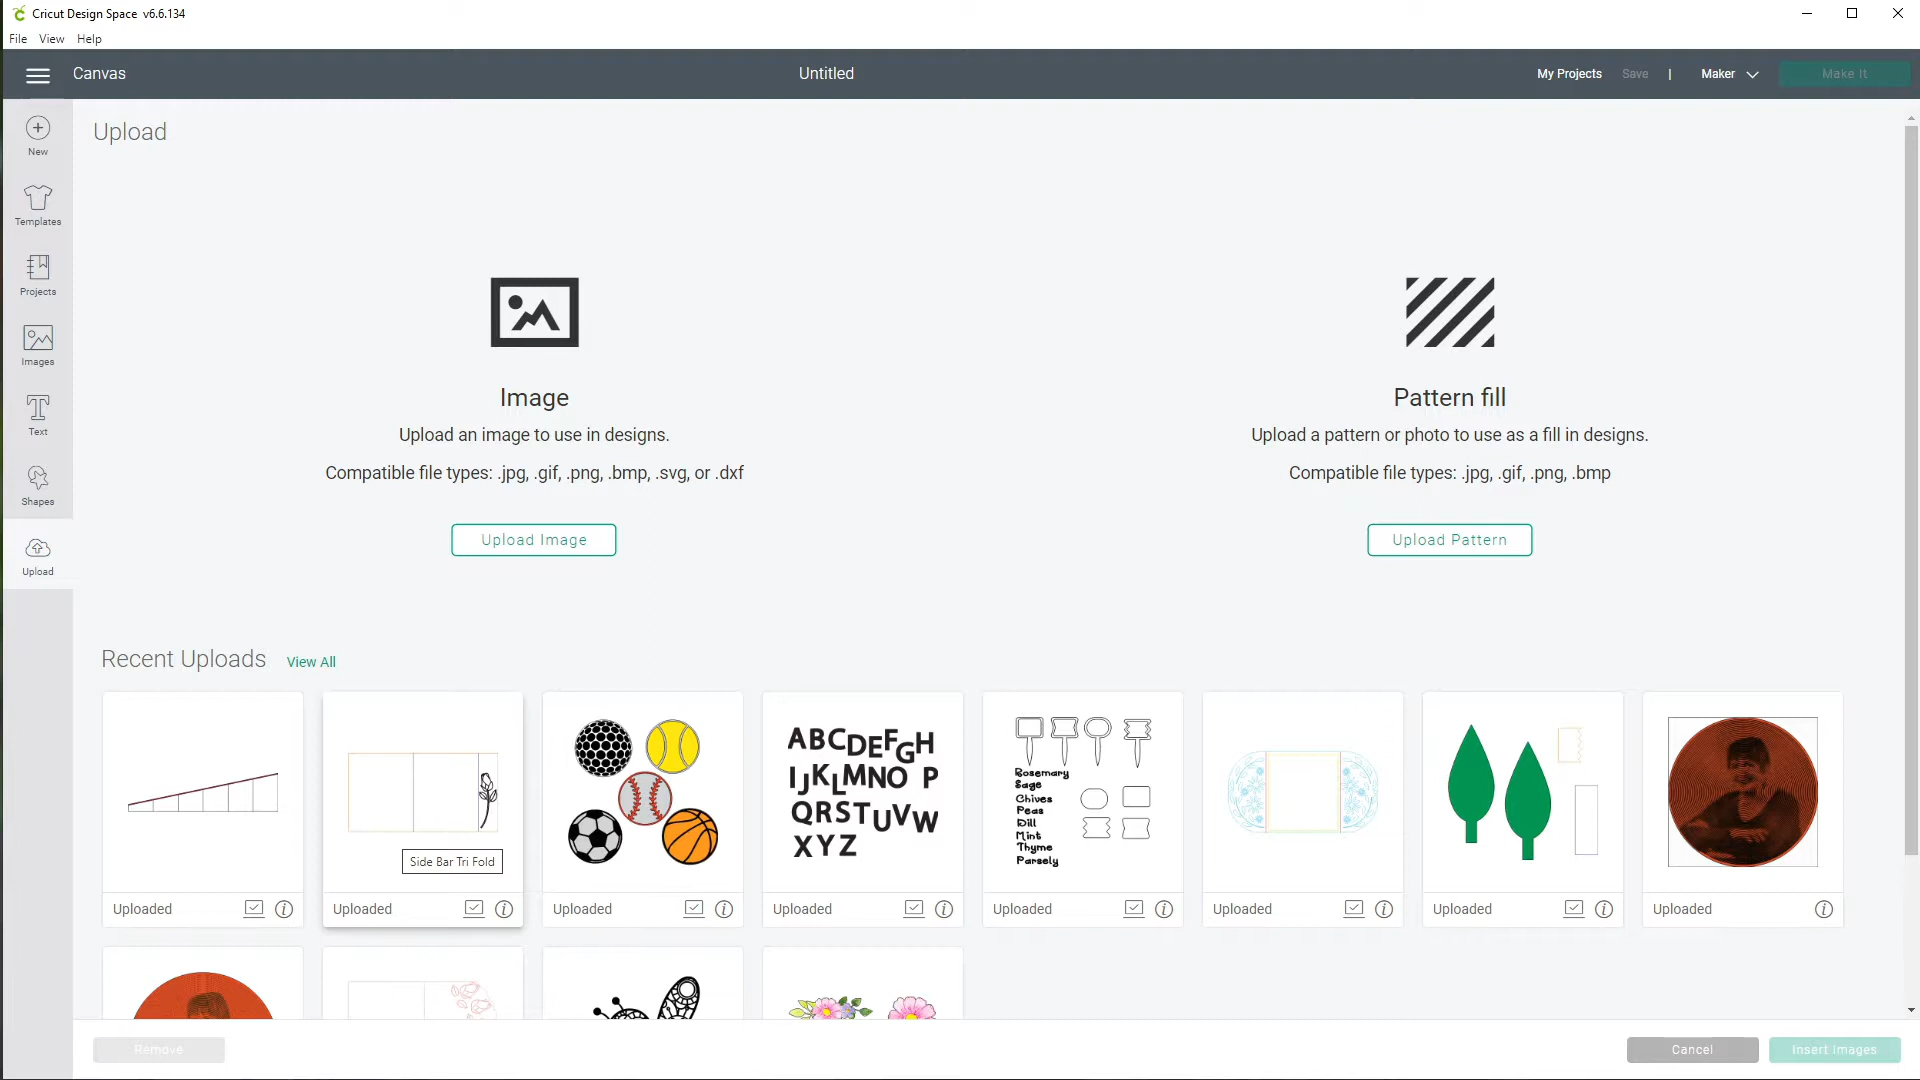 Cricut Design Space v6.6.134
File View Help
Canvas
Untitled
My Projects Save | Maker Make It
New
Templates
Projects
Images
Text
Shapes
Upload
Upload
Image
Upload an image to use in designs.
Compatible file types: .jpg, .gif, .png, .bmp, .svg, or .dxf
Upload Image
Pattern fill
Upload a pattern or photo to use as a fill in designs.
Compatible file types: .jpg, .gif, .png, .bmp
Upload Pattern
Recent Uploads View All
Side Bar Tri Fold
ABCDEFGH
IJKLMNO P
QRSTUVW
XYZ
Rosemary
Sage
Chives
Peas
Dill
Mint
Thyme
Parsely
Uploaded
Uploaded
Uploaded
Uploaded
Uploaded
Uploaded
Uploaded
Uploaded
Remove
Cancel
Insert Images